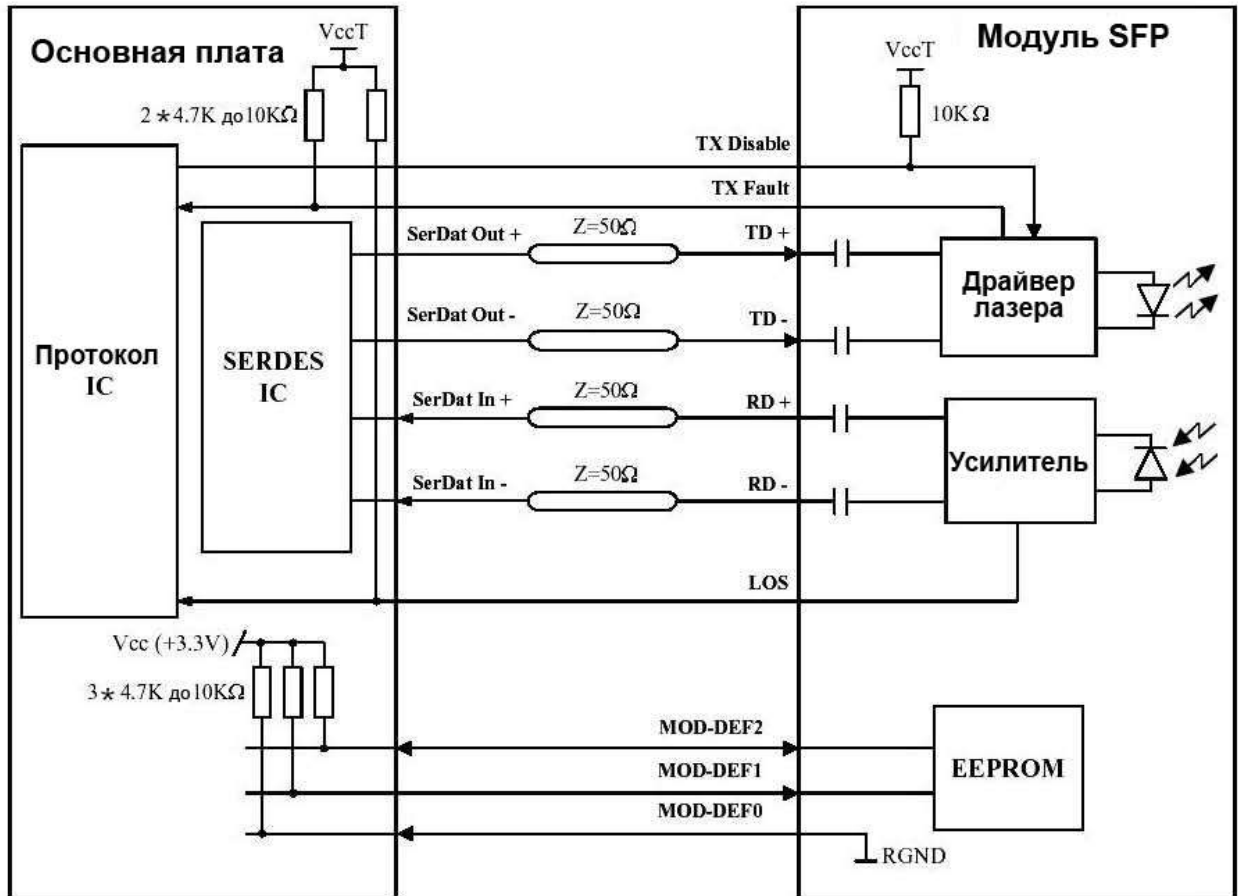 Основная плата
VccT
2 * 4.7K до 10KΩ
Модуль SFP
VccT
10K Ω
TX Disable
TX Fault
SerDat Out +
Z=50Ω
TD +
SerDat Out -
Z=50Ω
TD -
SerDat In +
Z=50Ω
RD +
SerDat In -
Z=50Ω
RD -
LOS
Протокол
IC
SERDES
IC
Драйвер
лазера
Усилитель
Vcc (+3.3V)
3 * 4.7K до 10KΩ
MOD-DEF2
MOD-DEF1
MOD-DEF0
EEPROM
RGND